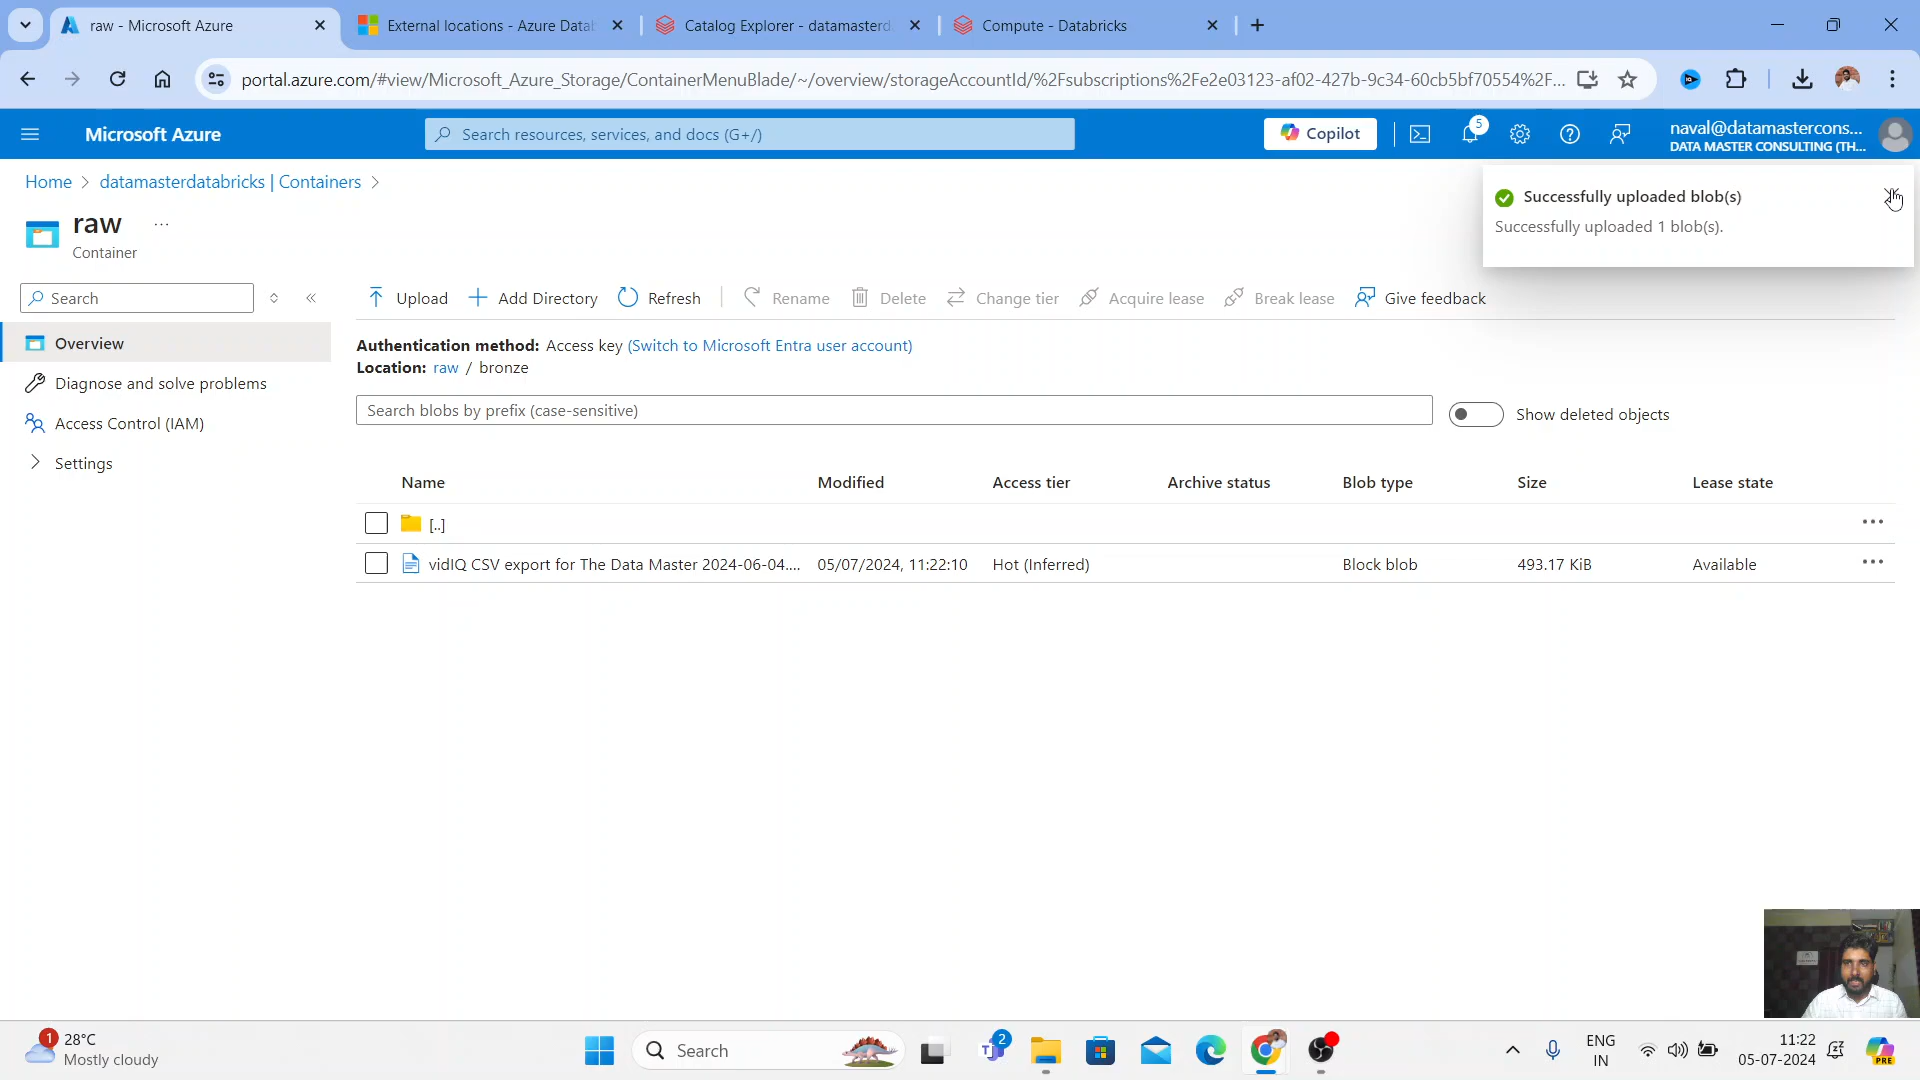 raw - Microsoft Azure
External locations - Azure Datab
Catalog Explorer - datamasterd
Compute - Databricks
portal.azure.com/#view/Microsoft_Azure_Storage/ContainerMenuBlade/~/overview/storageAccountId/%2Fsubscriptions%2Fe2e03123-af02-427b-9c34-60cb5bf70554%2F...
Microsoft Azure
Search resources, services, and docs (G+/)
Copilot
5
naval@datamastercons...
DATA MASTER CONSULTING (TH...
Home > datamasterdatabricks | Containers >
Successfully uploaded blob(s)
Successfully uploaded 1 blob(s).
raw
...
Container
Search
Upload
Add Directory
Refresh
Rename
Delete
Change tier
Acquire lease
Break lease
Give feedback
Overview
Diagnose and solve problems
Access Control (IAM)
Settings
Authentication method: Access key (Switch to Microsoft Entra user account)
Location: raw / bronze
Search blobs by prefix (case-sensitive)
Show deleted objects
Name Modified Access tier Archive status Blob type Size Lease state
[..]
vidIQ CSV export for The Data Master 2024-06-04.... 05/07/2024, 11:22:10 Hot (Inferred) Block blob 493.17 KiB Available
1
28°C
Mostly cloudy
Search
2
ENG
IN
11:22
05-07-2024
PRE